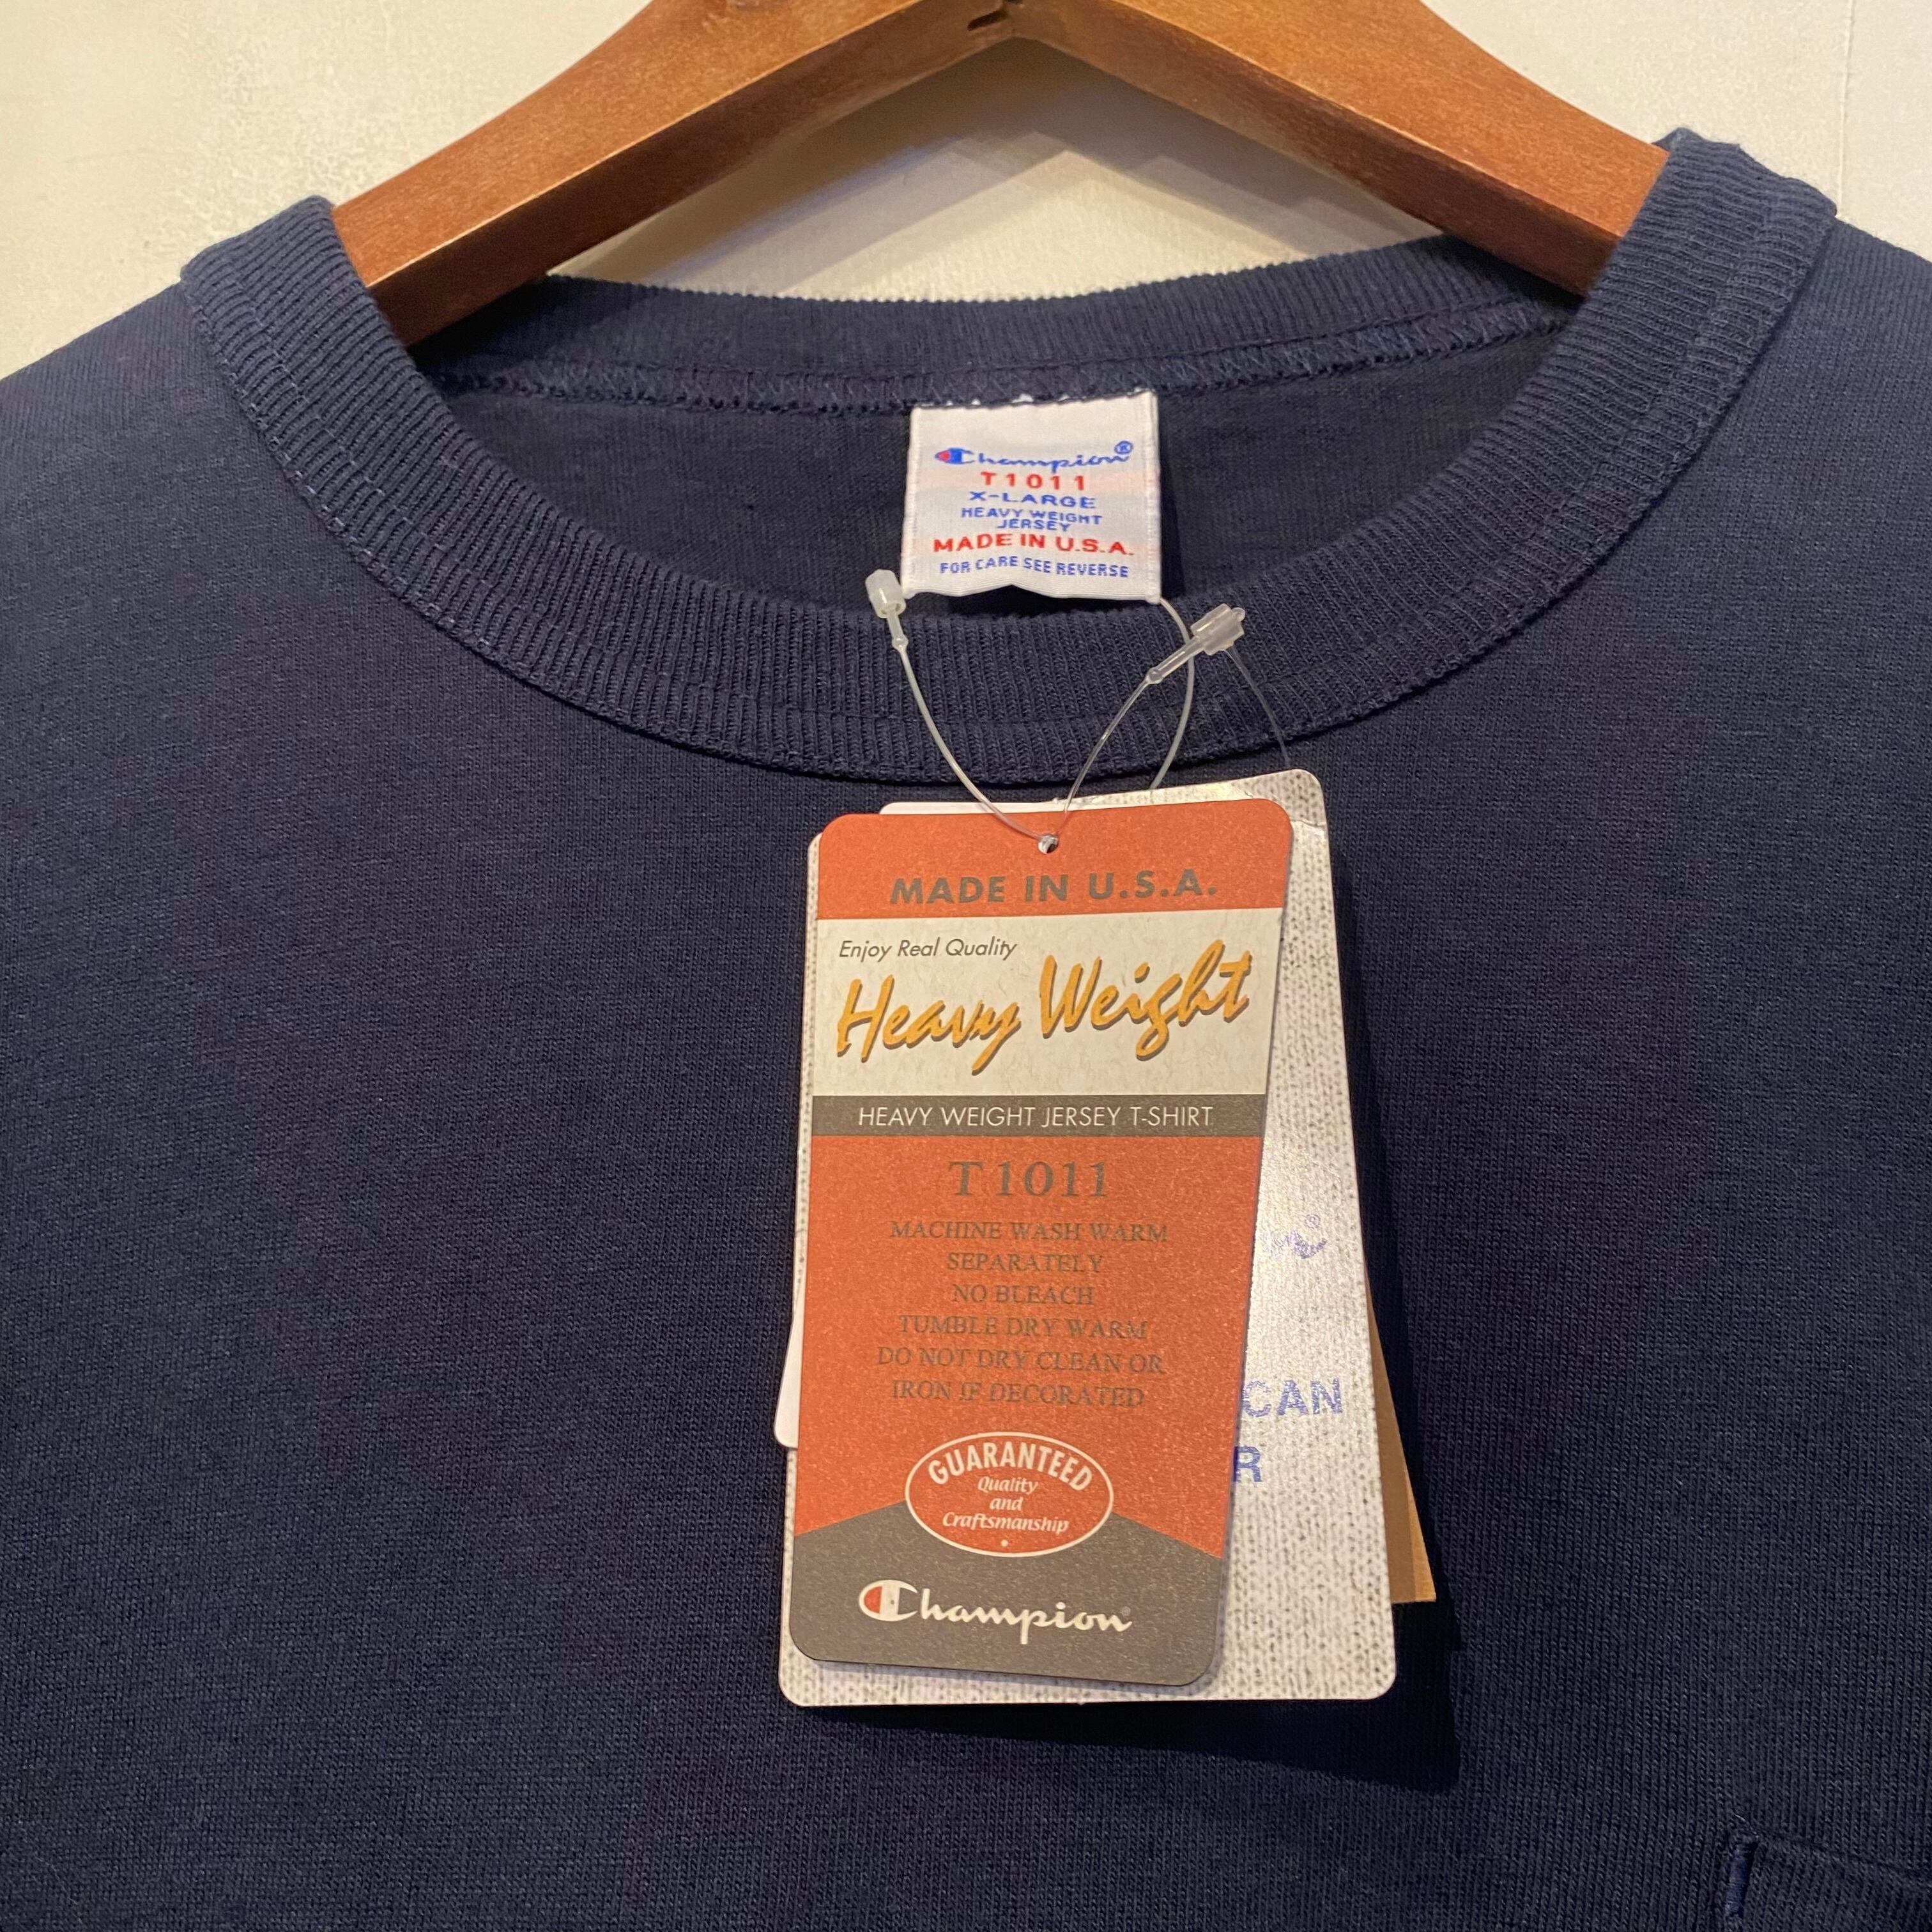 Champion®
T1011
X-LARGE
HEAVY WEIGHT
JERSEY
MADE IN U.S.A.
FOR CARE SEE REVERSE
MADE IN U.S.A.
Enjoy Real Quality
Heavy Weight
HEAVY WEIGHT JERSEY T-SHIRT
T1011
MACHINE WASH WARM
SEPARATELY
NO BLEACH
TUMBLE DRY WARM
DO NOT DRY CLEAN OR
IRON IF DECORATED
GUARANTEED
Quality
and
Craftsmanship
Champion
CAN
R